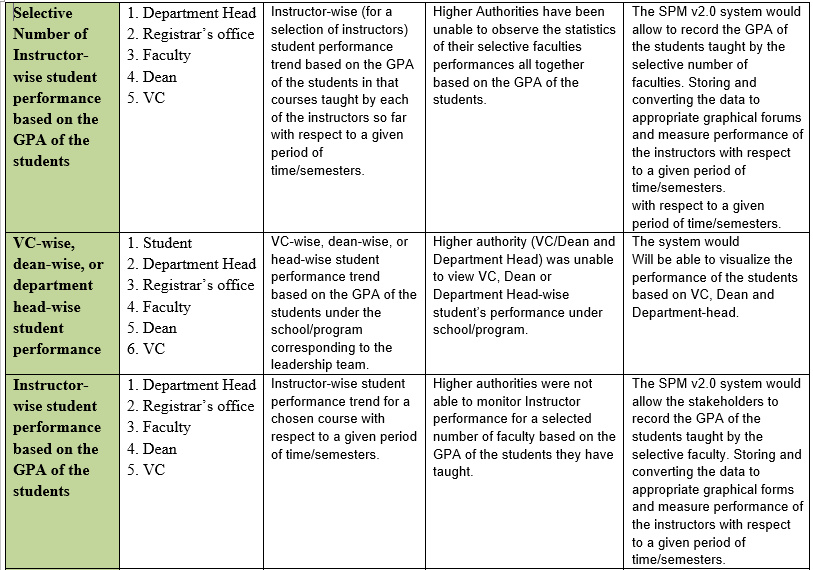 Selective
Number of
Instructor-
wise student
performance
based on the
GPA of the
students
1. Department Head
2. Registrar's office
3. Faculty
4. Dean
5. VC
Instructor-wise (for a
selection of instructors)
student performance
trend based on the GPA
of the students in that
courses taught by each
of the instructors so far
with respect to a given
period of
time/semesters.
Higher Authorities have been
unable to observe the statistics
of their selective faculties
performances all together
based on the GPA of the
students.
The SPM v2.0 system would
allow to record the GPA of
the students taught by the
selective number of
faculties. Storing and
converting the data to
appropriate graphical forums
and measure performance of
the instructors with respect
to a given period of
time/semesters.
with respect to a given
period of time/semesters.
VC-wise,
dean-wise, or
department
head-wise
student
performance
1. Student
2. Department Head
3. Registrar's office
4. Faculty
5. Dean
6. VC
VC-wise, dean-wise, or
head-wise student
performance trend
based on the GPA of the
students under the
school/program
corresponding to the
leadership team.
Higher authority (VC/Dean and
Department Head) was unable
to view VC, Dean or
Department Head-wise
student's performance under
school/program.
The system would
Will be able to visualize the
performance of the students
based on VC, Dean and
Department-head.
Instructor-
wise student
performance
based on the
GPA of the
students
1. Department Head
2. Registrar's office
3. Faculty
4. Dean
5. VC
Instructor-wise student
performance trend for a
chosen course with
respect to a given period
of time/semesters.
Higher authorities were not
able to monitor Instructor
performance for a selected
number of faculty based on the
GPA of the students they have
taught.
The SPM v2.0 system would
allow the stakeholders to
record the GPA of the
students taught by the
selective faculty. Storing and
converting the data to
appropriate graphical forms
and measure performance of
the instructors with respect
to a given period of
time/semesters.